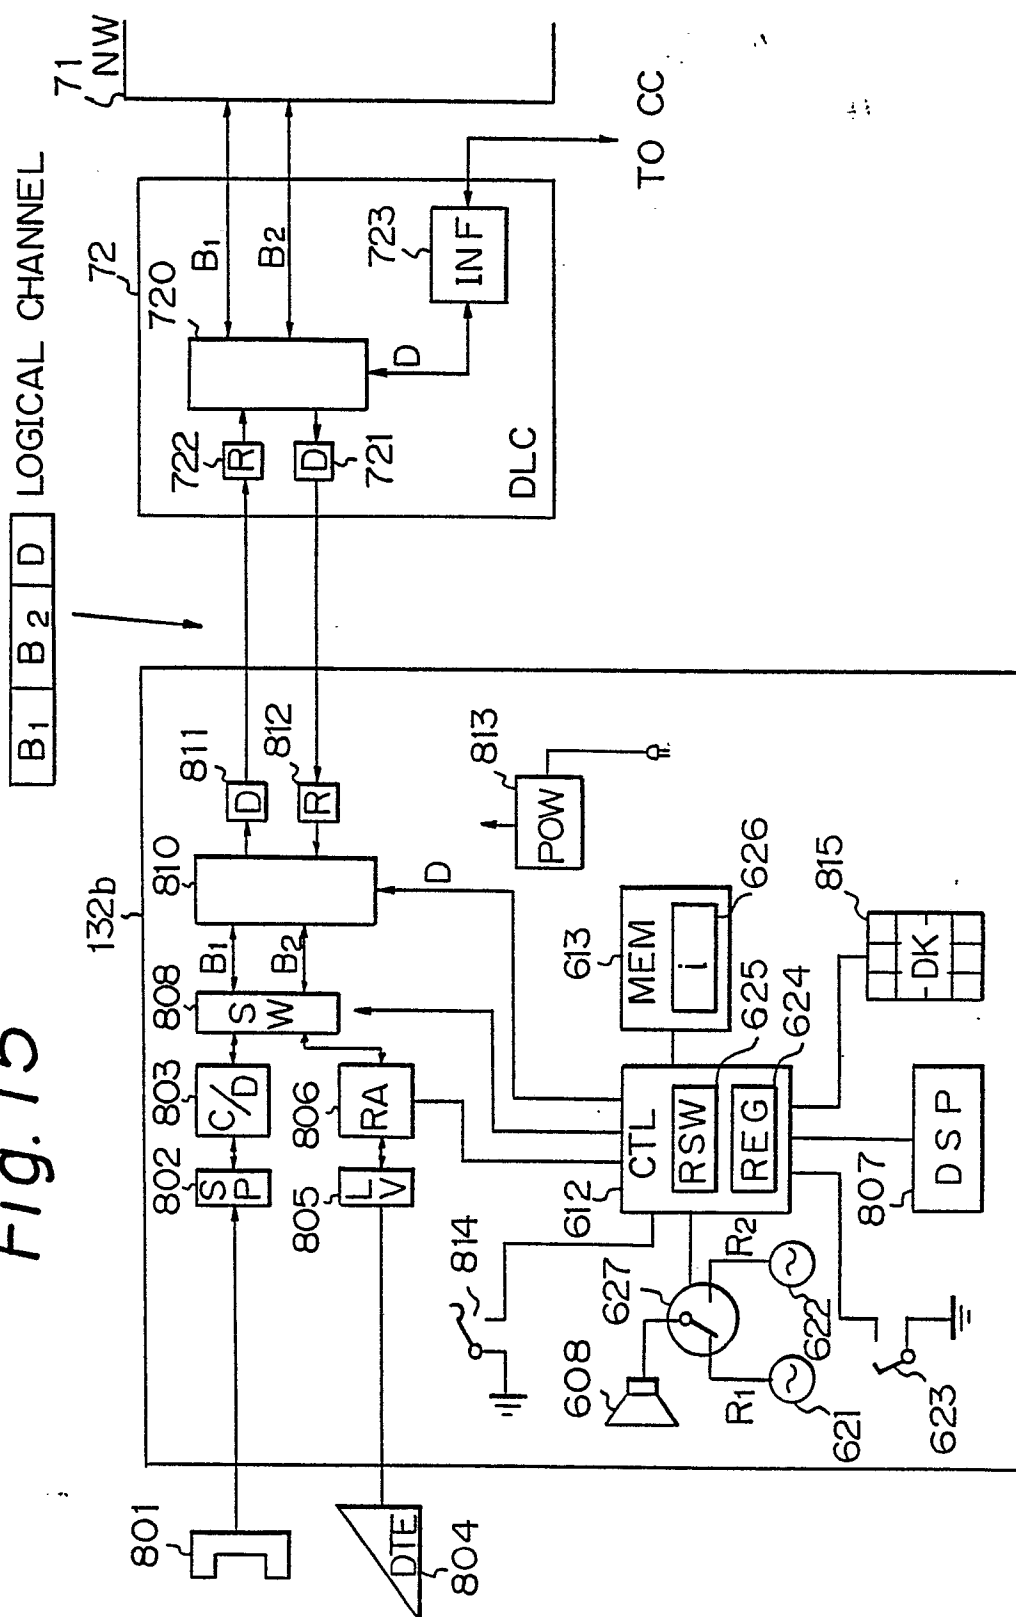 Fig. 15
B1 B2 D LOGICAL CHANNEL
71
NW
72
720
B1
B2
722
R
D
721
D
723
INF
DLC
TO CC
132b
801
802
SP
803
C/D
808
SW
B1
B2
810
811
D
812
R
D
DTE
804
805
LV
806
RA
813
POW
814
612
CTL
RSW
REG
613
MEM
i
626
625
624
815
DK
807
DSP
608
627
R1
R2
621
622
623